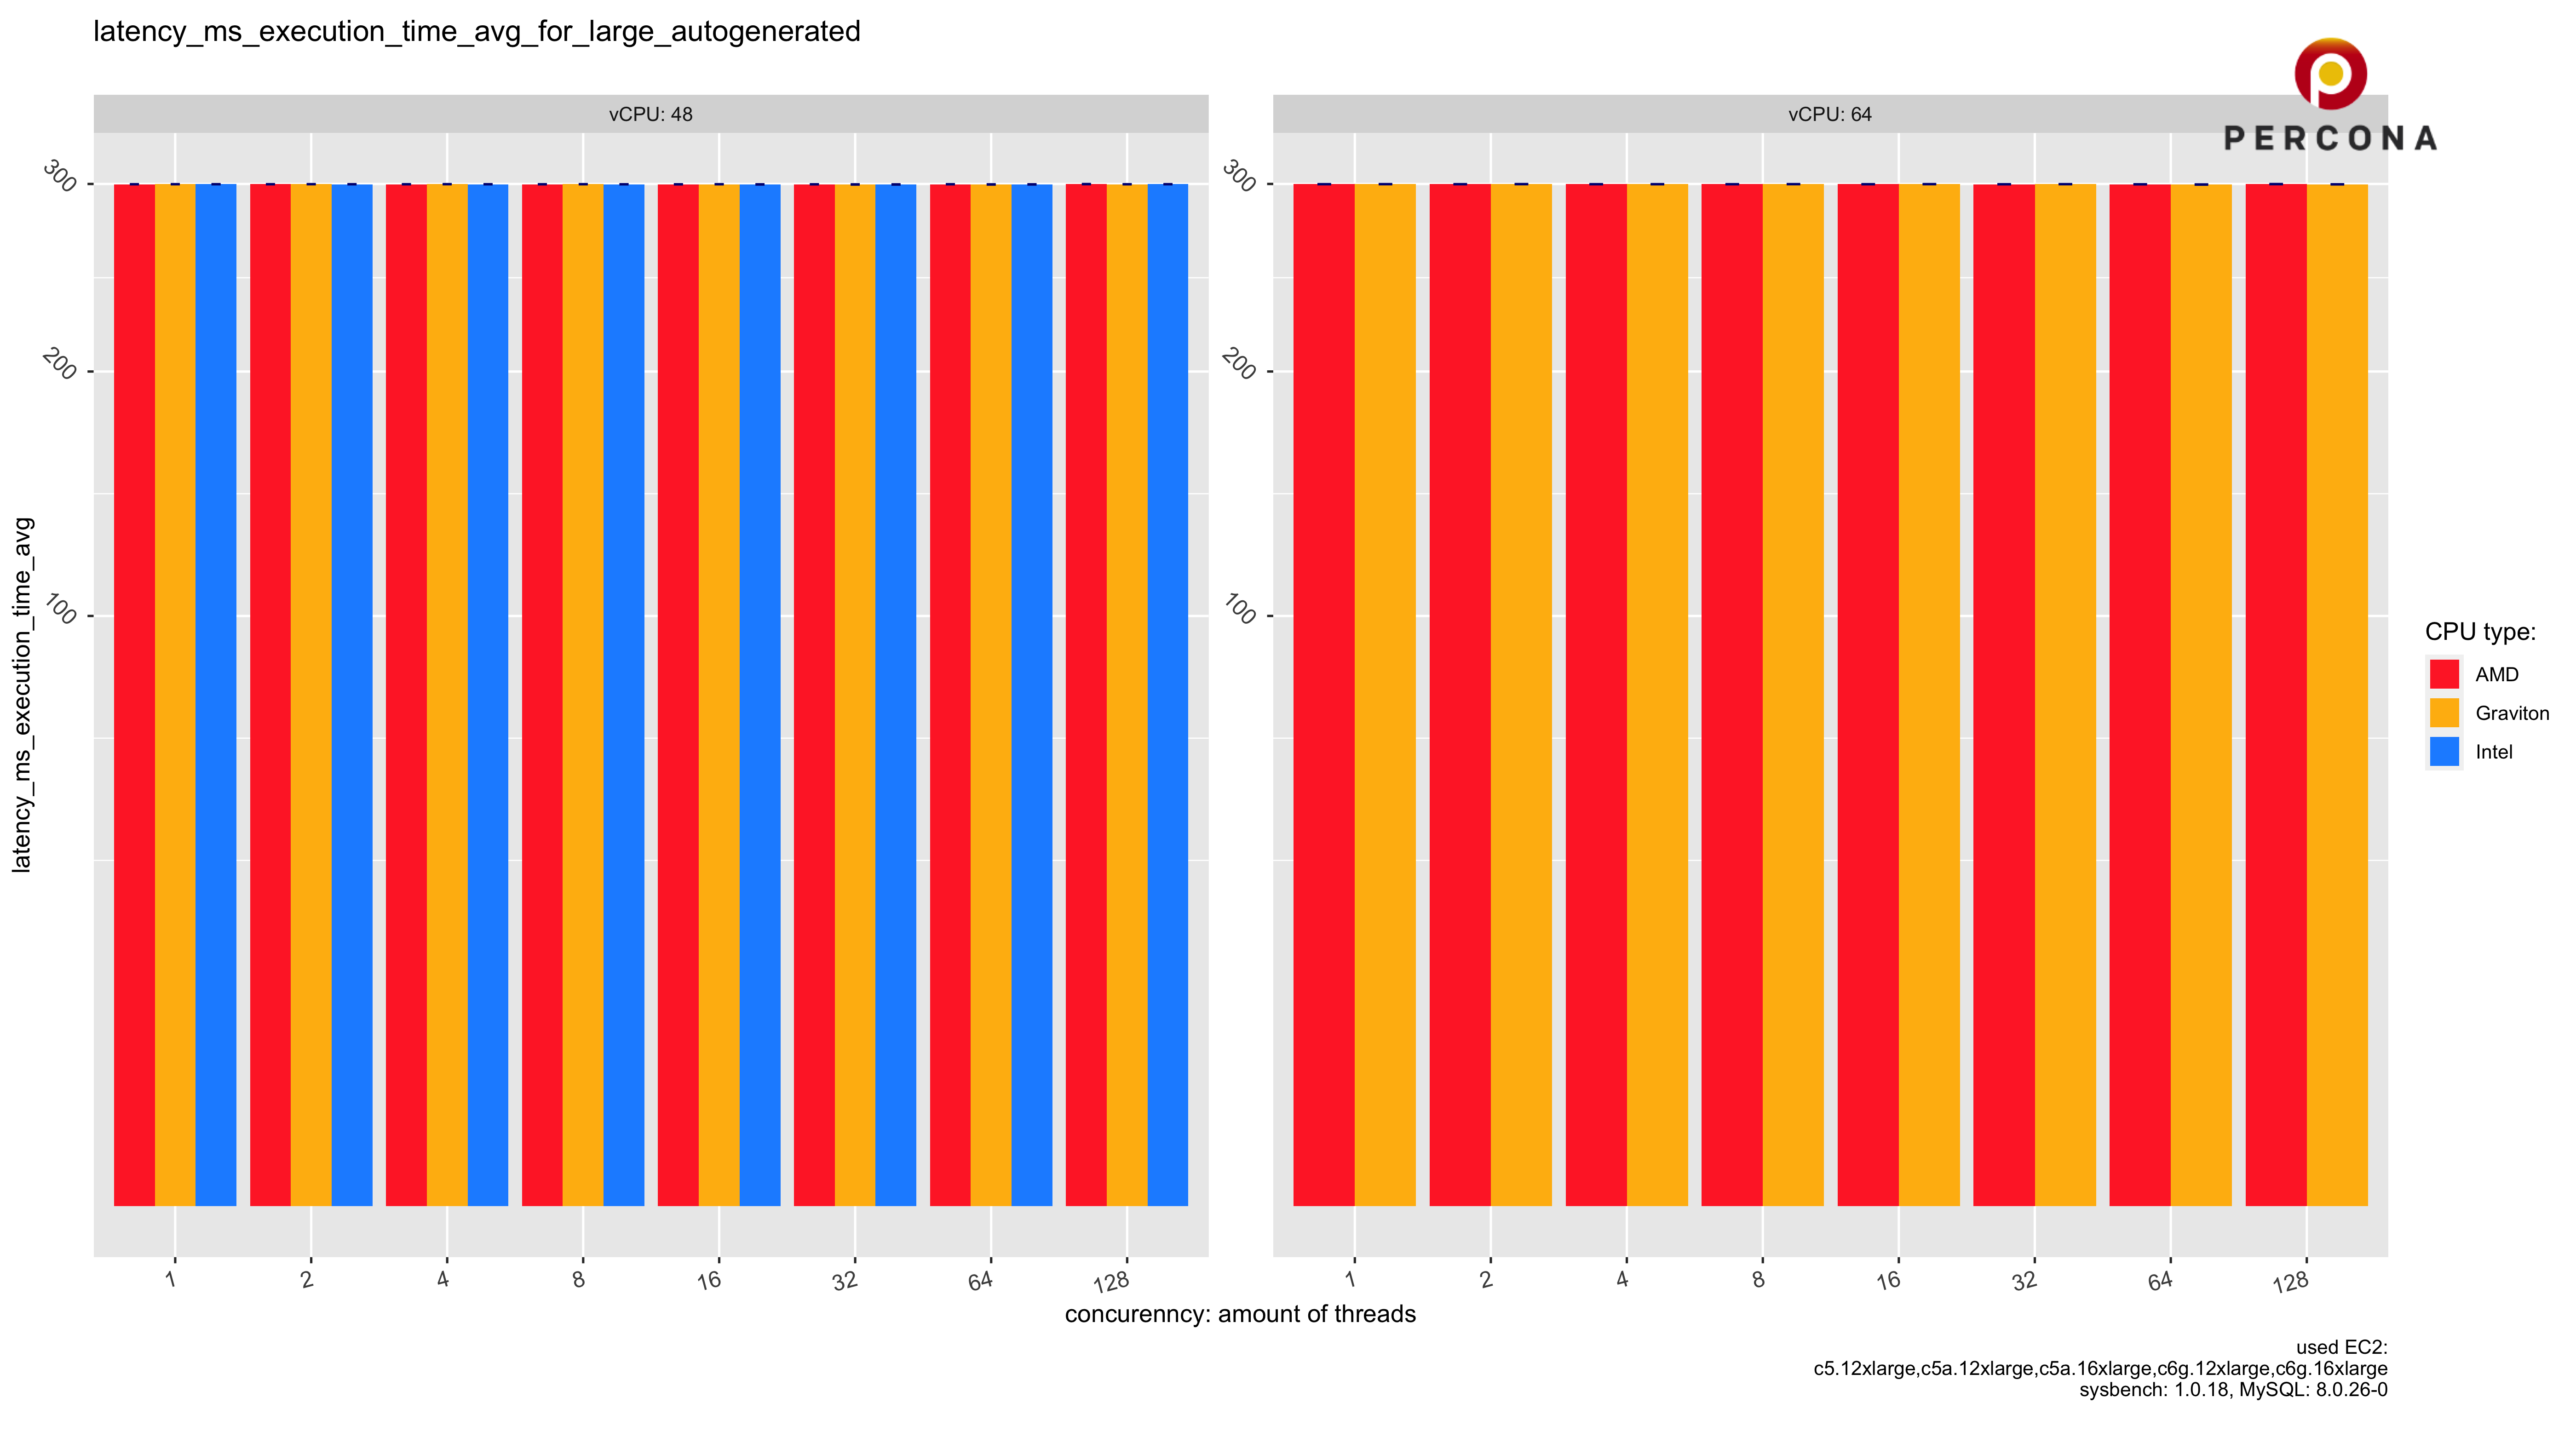 latency_ms_execution_time_avg_for_large_autogenerated
PERCONA
vCPU: 48
vCPU: 64
latency_ms_execution_time_avg
300
200
100
300
200
100
1 2 4 8 16 32 64 128
1 2 4 8 16 32 64 128
concurenncy: amount of threads
CPU type:
AMD
Graviton
Intel
used EC2:
c5.12xlarge,c5a.12xlarge,c5a.16xlarge,c6g.12xlarge,c6g.16xlarge
sysbench: 1.0.18, MySQL: 8.0.26-0